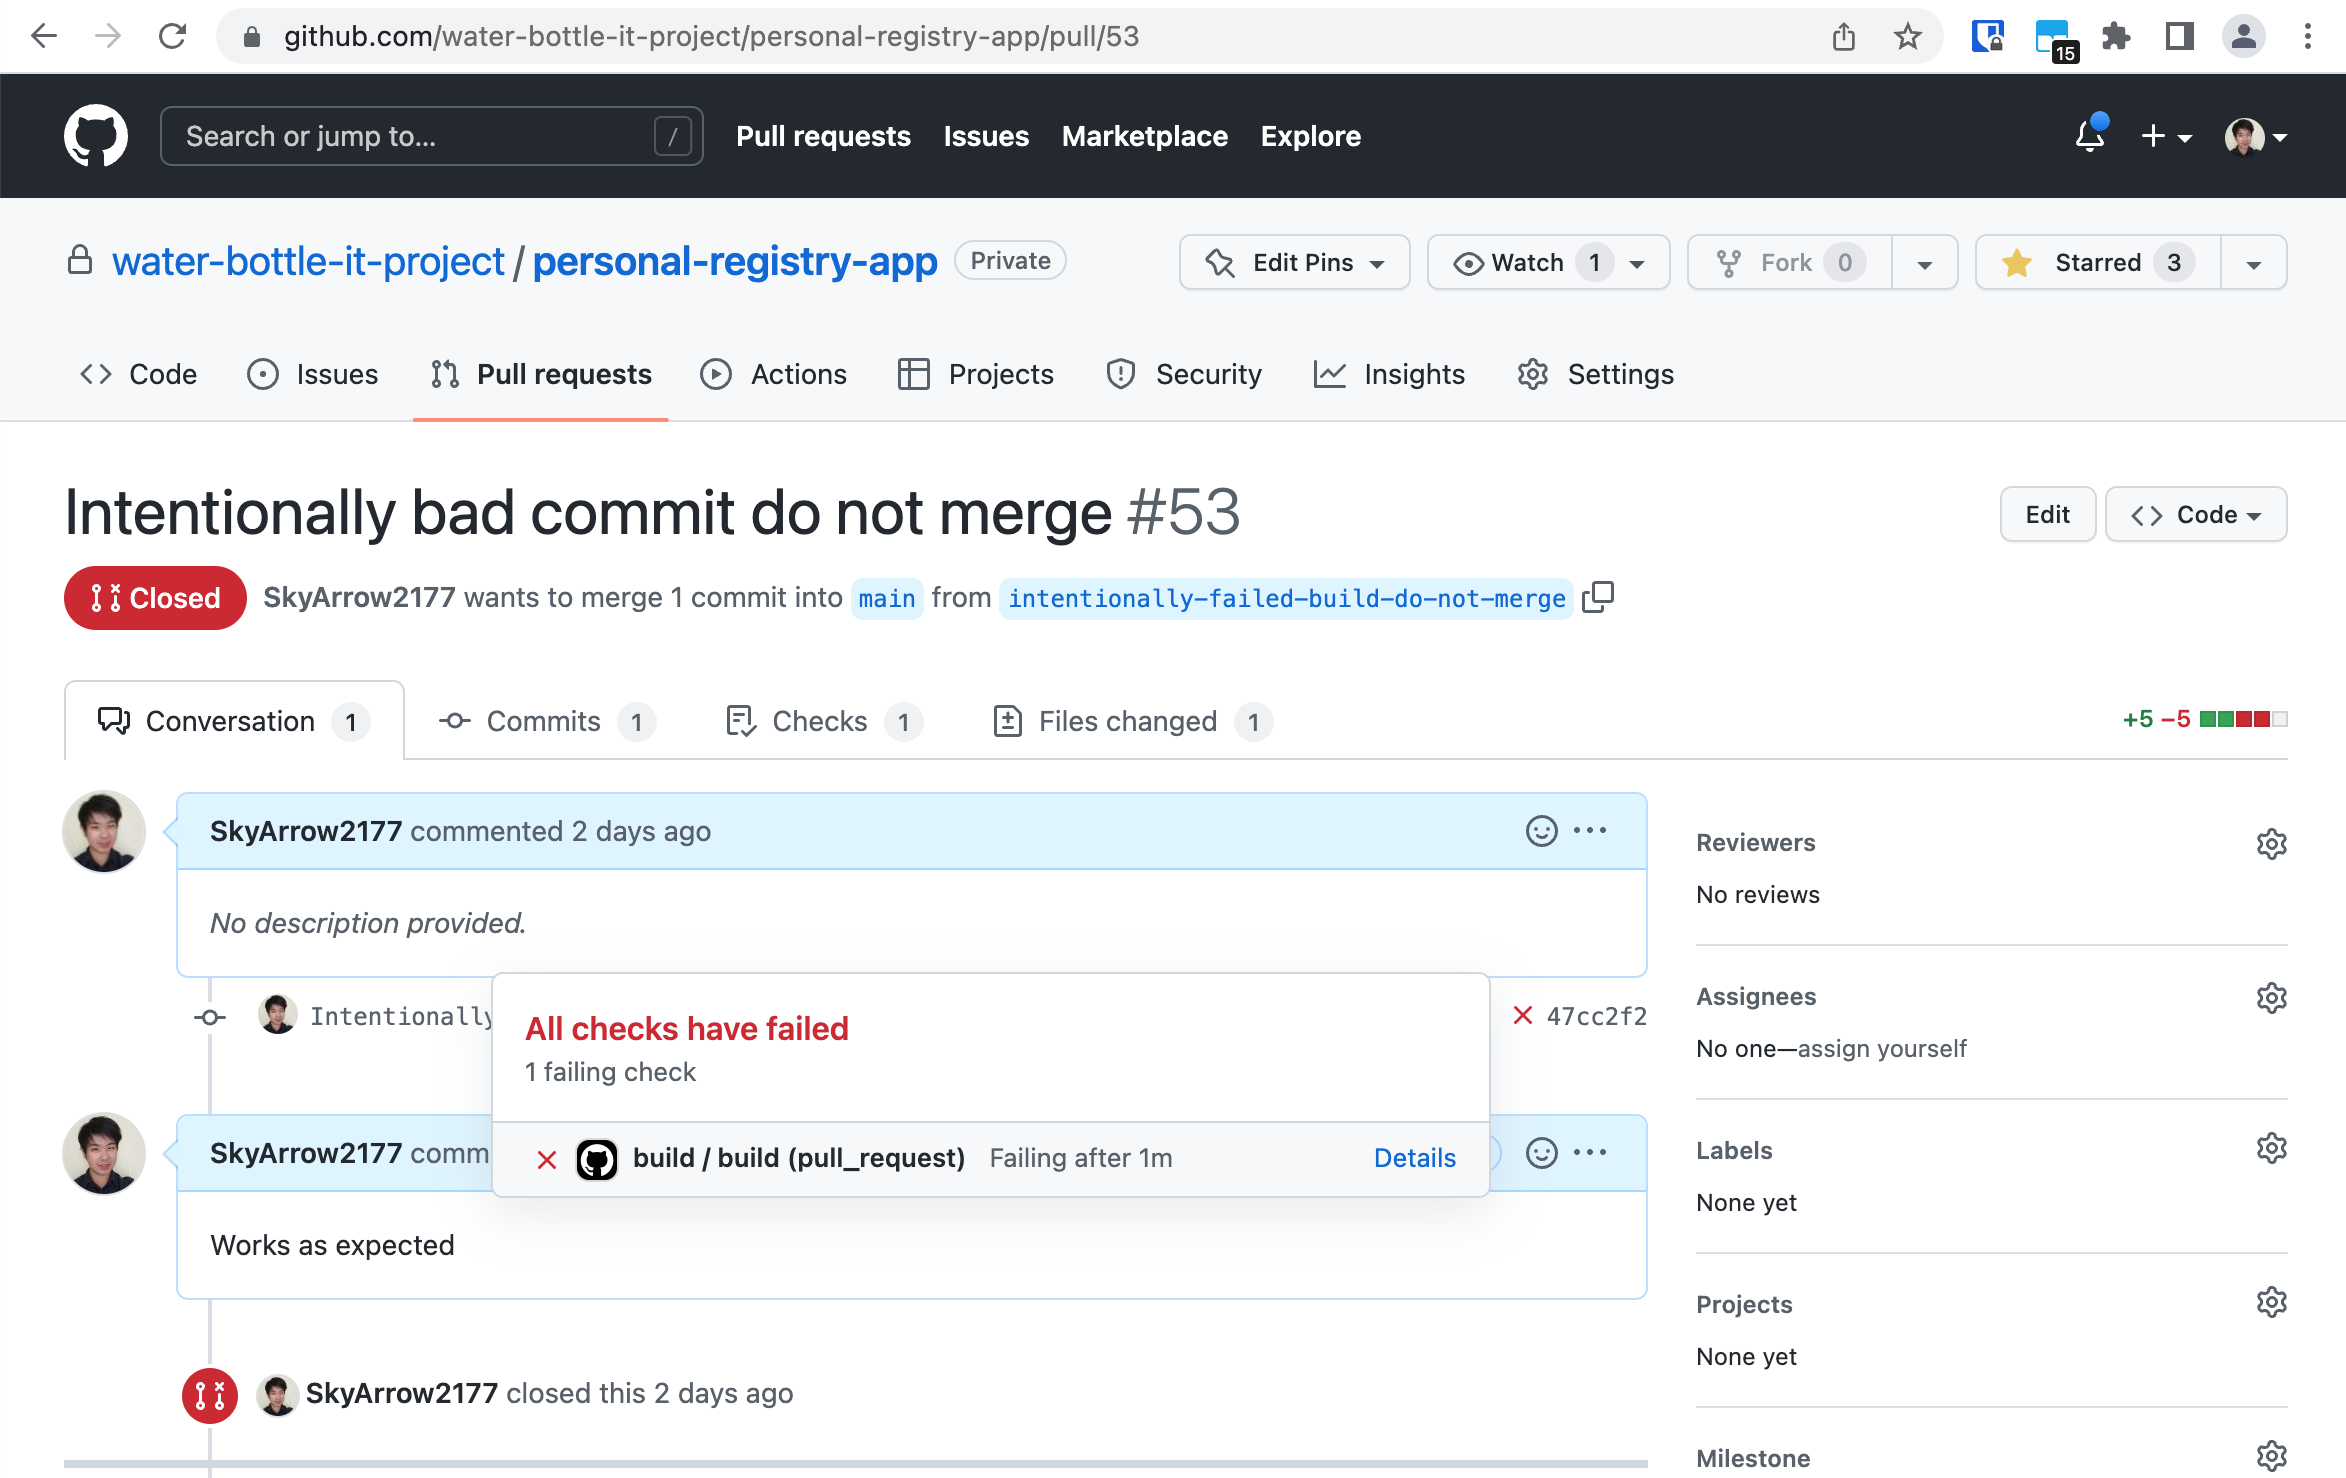 github.com/water-bottle-it-project/personal-registry-app/pull/53
15
Search or jump to...
/
Pull requests
Issues
Marketplace
Explore
water-bottle-it-project / personal-registry-app
Private
Edit Pins
Watch 1
Fork 0
Starred 3
Code
Issues
Pull requests
Actions
Projects
Security
Insights
Settings
Intentionally bad commit do not merge #53
Edit
Code
Closed
SkyArrow2177 wants to merge 1 commit into main from intentionally-failed-build-do-not-merge
Conversation 1
Commits 1
Checks 1
Files changed 1
+5 −5
SkyArrow2177 commented 2 days ago
No description provided.
Intentionally
47cc2f2
All checks have failed
1 failing check
build / build (pull_request) Failing after 1m
Details
SkyArrow2177 comm
Works as expected
SkyArrow2177 closed this 2 days ago
Reviewers
No reviews
Assignees
No one—assign yourself
Labels
None yet
Projects
None yet
Milestone